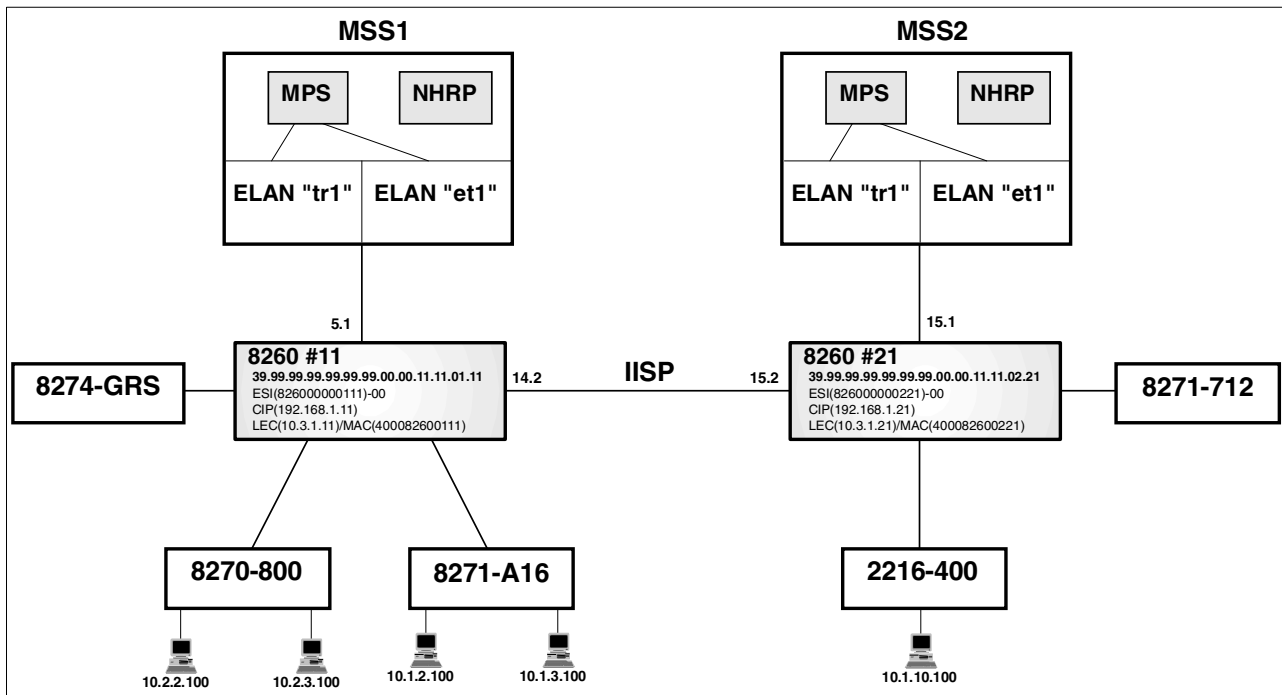 MSS1
MSS2
MPS
NHRP
MPS
NHRP
ELAN "tr1"
ELAN "et1"
ELAN "tr1"
ELAN "et1"
5.1
15.1
8260 #11
39.99.99.99.99.99.99.00.00.11.11.01.11
ESI(826000000111)-00
CIP(192.168.1.11)
LEC(10.3.1.11)/MAC(400082600111)
14.2
IISP
15.2
8260 #21
39.99.99.99.99.99.99.00.00.11.11.02.21
ESI(826000000221)-00
CIP(192.168.1.21)
LEC(10.3.1.21)/MAC(400082600221)
8274-GRS
8271-712
8270-800
8271-A16
2216-400
10.2.2.100
10.2.3.100
10.1.2.100
10.1.3.100
10.1.10.100